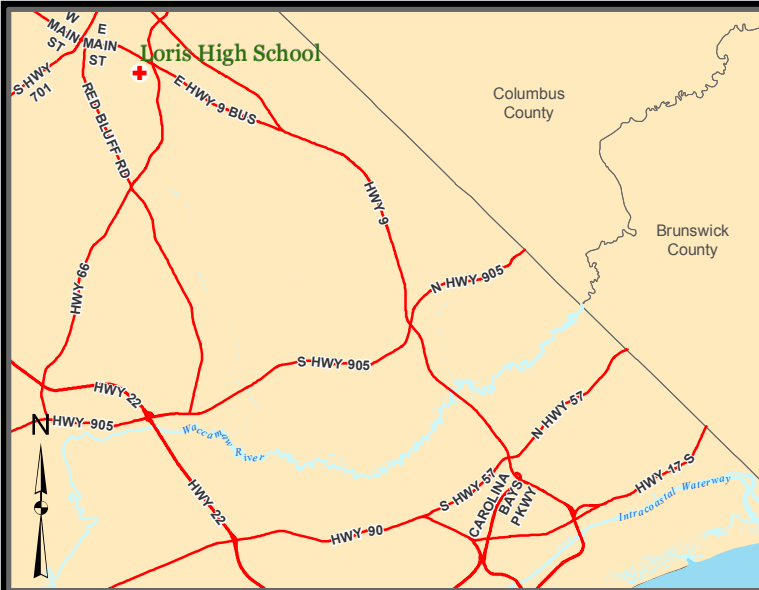 W
MAIN
ST
E
MAIN
ST
Loris High School
S HWY
701
RED BLUFF RD
E HWY 9 BUS
Columbus
County
HWY 9
Brunswick
County
N HWY 905
HWY 66
S HWY 905
HWY 22
N
HWY 905
Waccamaw River
N HWY 57
HWY 22
S HWY 57
CAROLINA
BAYS
PKWY
HWY 17 S
Intracoastal Waterway
HWY 90